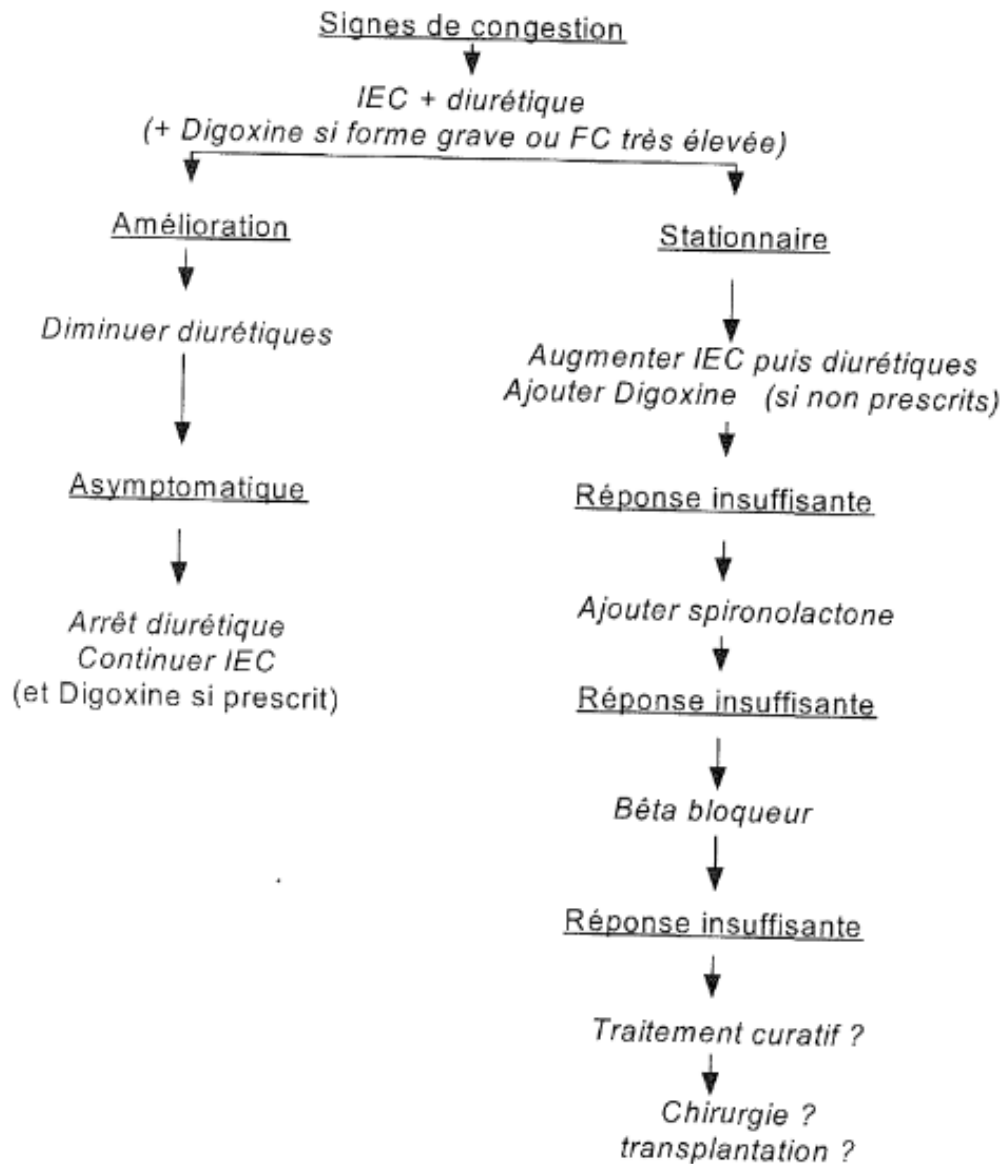 Signes de congestion
IEC + diurétique
(+ Digoxine si forme grave ou FC très élevée)
Amélioration
Diminuer diurétiques
Asymptomatique
Arrêt diurétique
Continuer IEC
(et Digoxine si prescrit)
Stationnaire
Augmenter IEC puis diurétiques
Ajouter Digoxine (si non prescrits)
Réponse insuffisante
Ajouter spironolactone
Réponse insuffisante
Bêta bloqueur
Réponse insuffisante
Traitement curatif ?
Chirurgie ?
transplantation ?